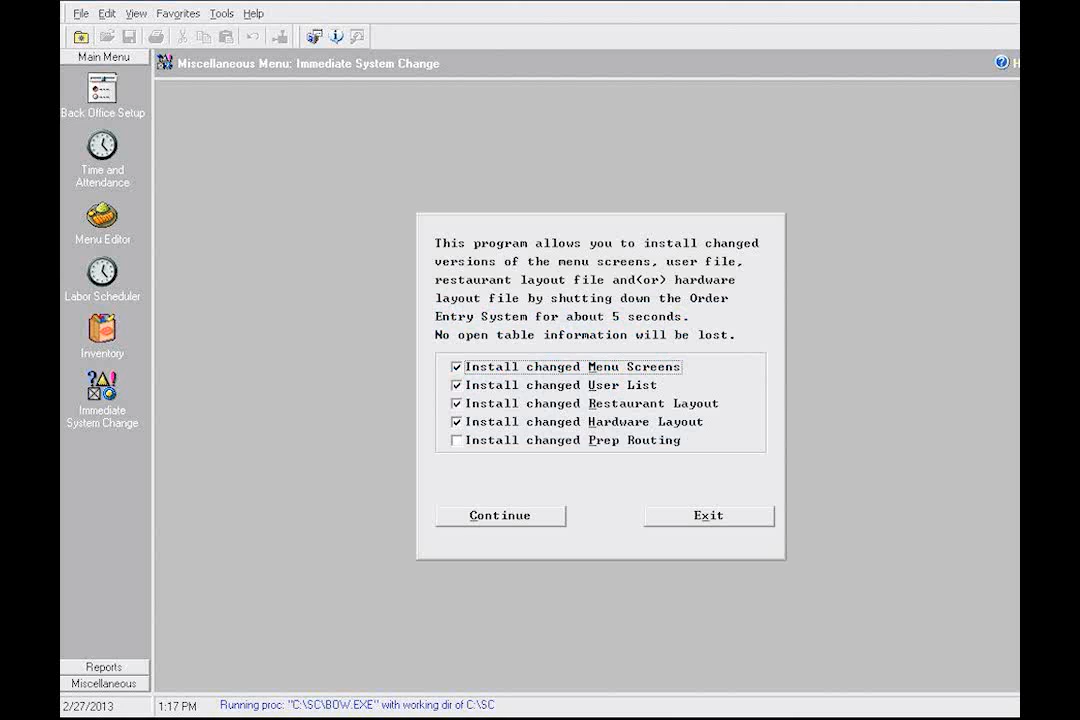 File Edit View Favorites Tools Help
Main Menu
Miscellaneous Menu: Immediate System Change
Back Office Setup
Time and
Attendance
Menu Editor
Labor Scheduler
Inventory
Immediate
System Change
This program allows you to install changed
versions of the menu screens, user file,
restaurant layout file and(or) hardware
layout file by shutting down the Order
Entry System for about 5 seconds.
No open table information will be lost.
Install changed Menu Screens
Install changed User List
Install changed Restaurant Layout
Install changed Hardware Layout
Install changed Prep Routing
Continue Exit
Reports
Miscellaneous
2/27/2013 1:17 PM Running proc: "C:\SC\BOW.EXE" with working dir of C:\SC